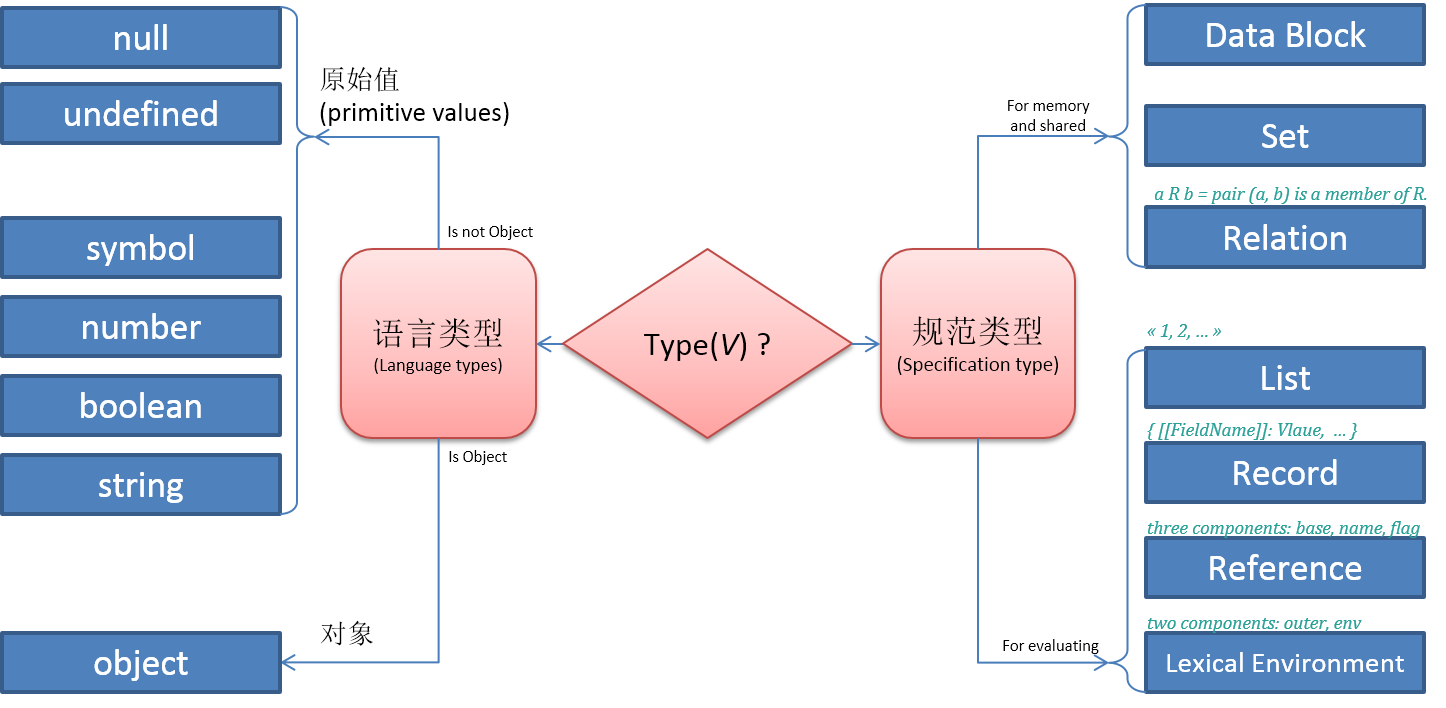 null
undefined
symbol
number
boolean
string
object
原始值
(primitive values)
Is not Object
语言类型
(Language types)
Is Object
对象
Type(V) ?
规范类型
(Specification type)
For memory
and shared
For evaluating
Data Block
Set
a R b = pair (a, b) is a member of R.
Relation
« 1, 2, ... »
List
{ [[FieldName]]: Vlaue, ... }
Record
three components: base, name, flag
Reference
two components: outer, env
Lexical Environment